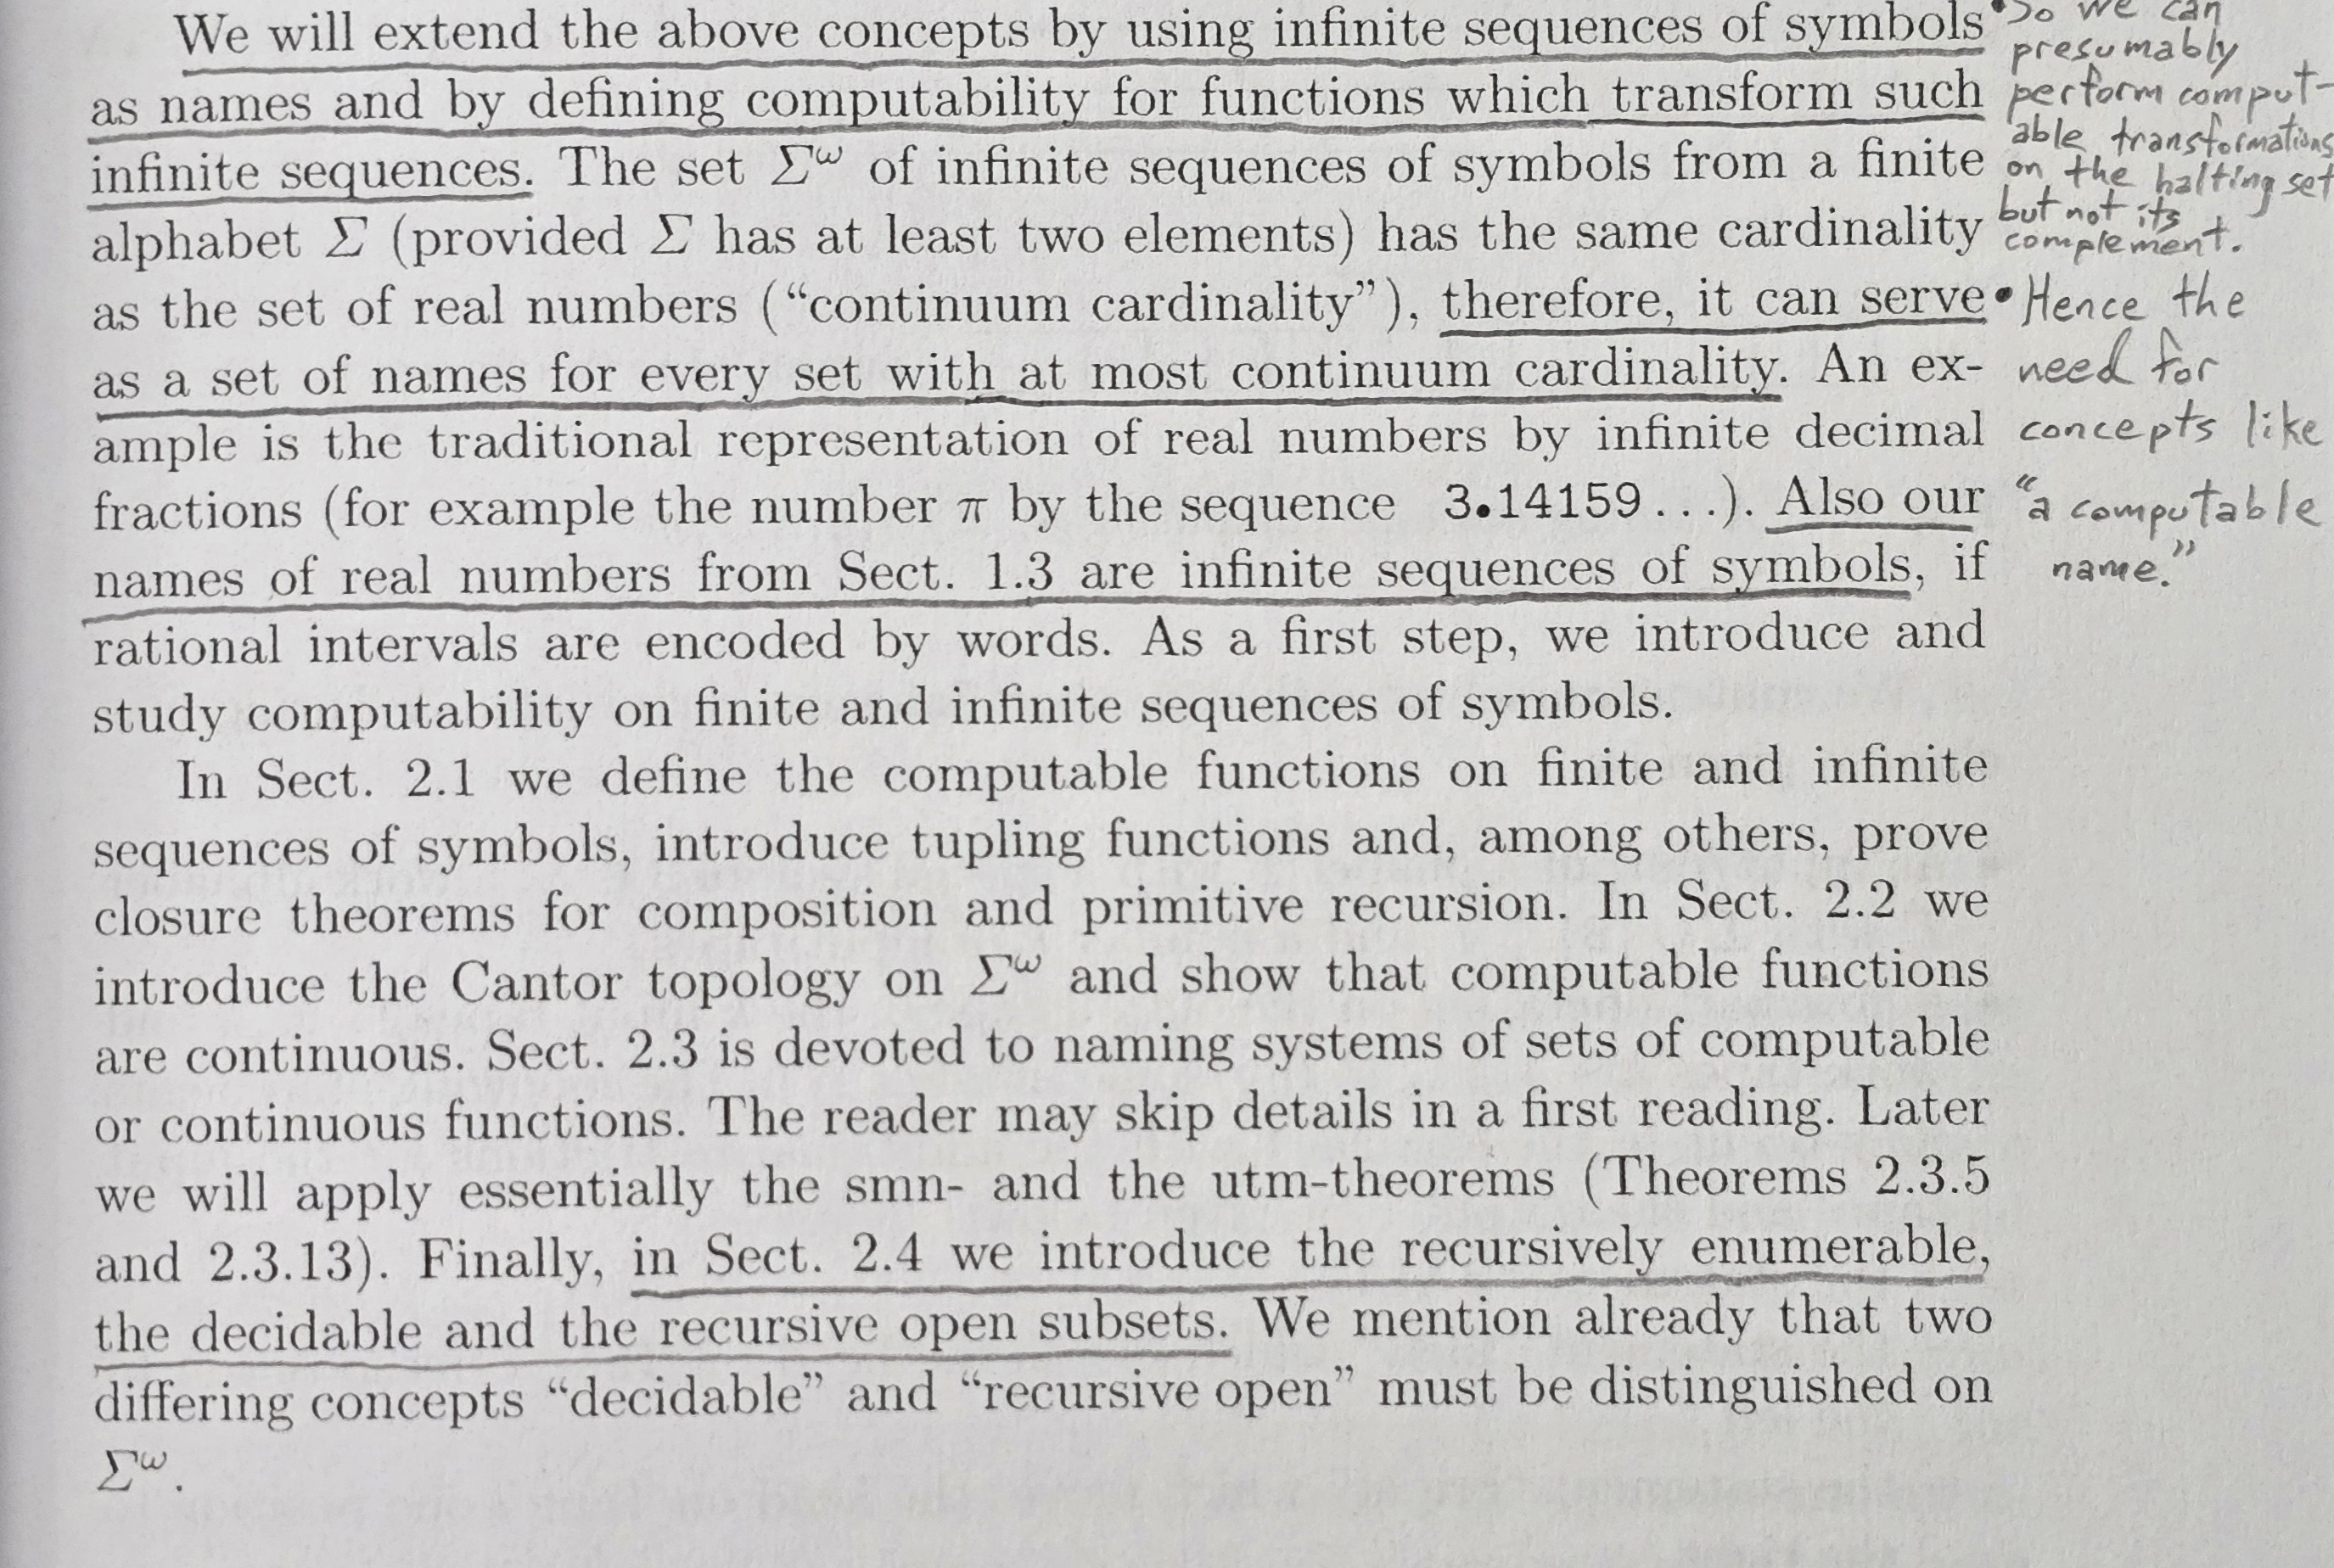 We will extend the above concepts by using infinite sequences of symbols
as names and by defining computability for functions which transform such
infinite sequences. The set Σ^ω of infinite sequences of symbols from a finite
alphabet Σ (provided Σ has at least two elements) has the same cardinality
as the set of real numbers (“continuum cardinality”), therefore, it can serve
as a set of names for every set with at most continuum cardinality. An ex-
ample is the traditional representation of real numbers by infinite decimal
fractions (for example the number π by the sequence 3.14159...). Also our
names of real numbers from Sect. 1.3 are infinite sequences of symbols, if
rational intervals are encoded by words. As a first step, we introduce and
study computability on finite and infinite sequences of symbols.
In Sect. 2.1 we define the computable functions on finite and infinite
sequences of symbols, introduce tupling functions and, among others, prove
closure theorems for composition and primitive recursion. In Sect. 2.2 we
introduce the Cantor topology on Σ^ω and show that computable functions
are continuous. Sect. 2.3 is devoted to naming systems of sets of computable
or continuous functions. The reader may skip details in a first reading. Later
we will apply essentially the smn- and the utm-theorems (Theorems 2.3.5
and 2.3.13). Finally, in Sect. 2.4 we introduce the recursively enumerable,
the decidable and the recursive open subsets. We mention already that two
differing concepts “decidable” and “recursive open” must be distinguished on
Σ^ω.
•So we can
presumably
perform comput-
able transformations
on the halting set
but not its
complement.
•Hence the
need for
concepts like
“a computable
name.”